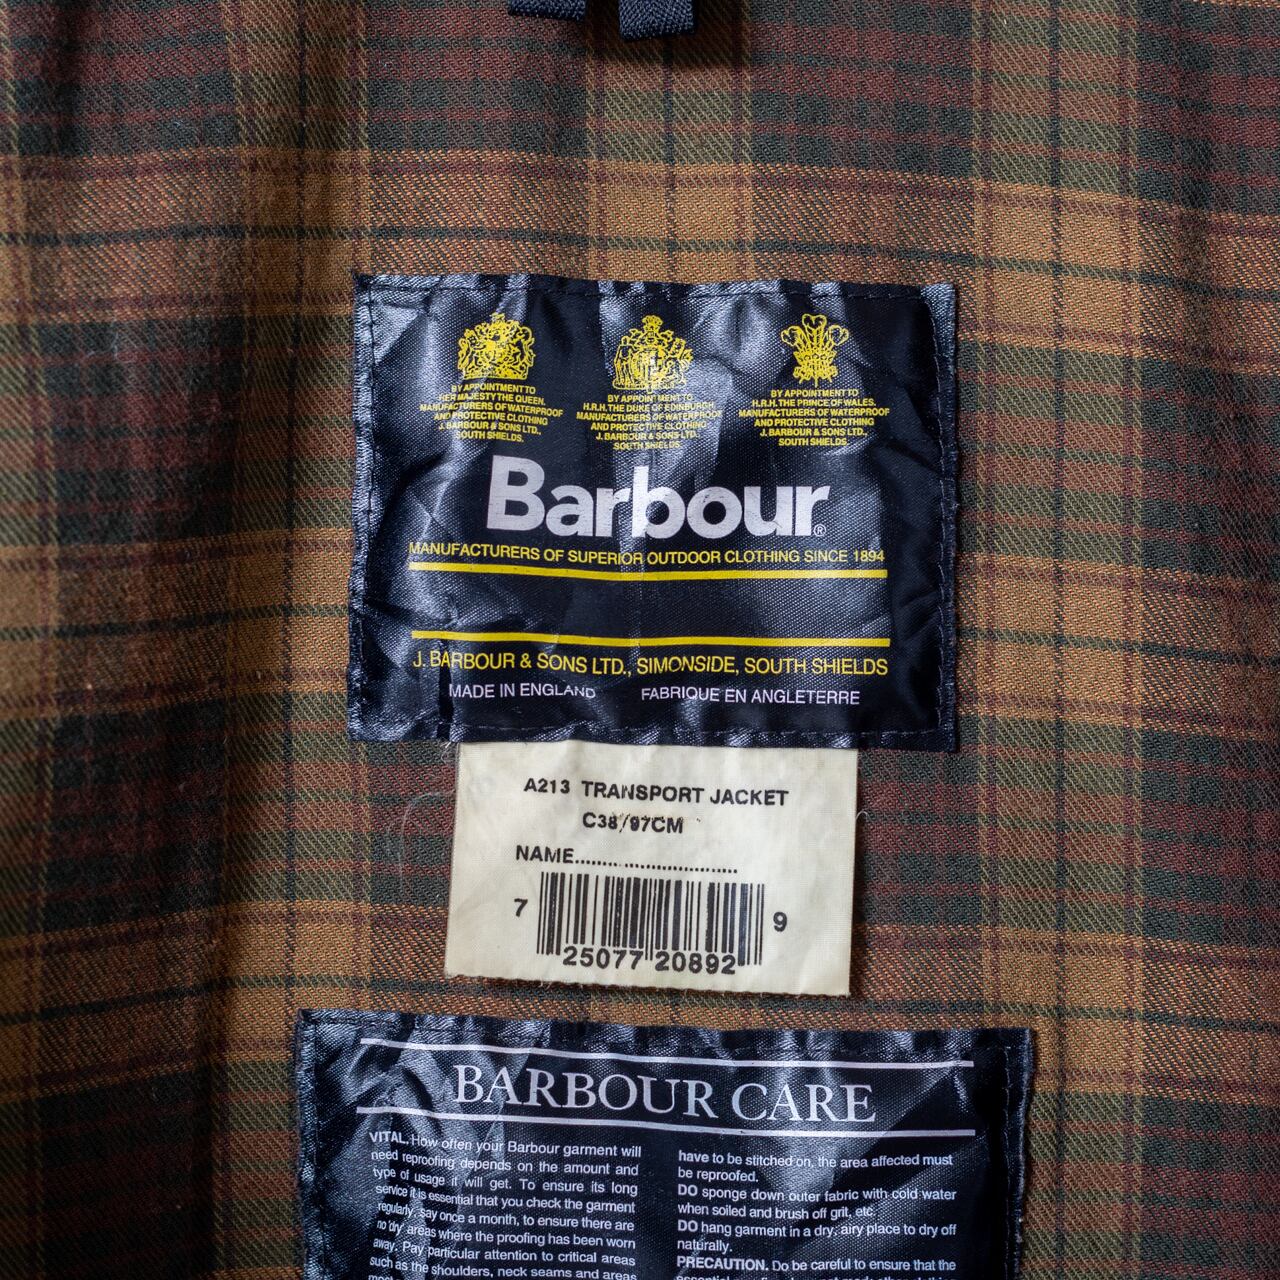 BY APPOINTMENT TO
HER MAJESTY THE QUEEN.
MANUFACTURERS OF WATERPROOF
AND PROTECTIVE CLOTHING
J. BARBOUR & SONS LTD.,
SOUTH SHIELDS.
BY APPOINTMENT TO
H.R.H. THE DUKE OF EDINBURGH.
MANUFACTURERS OF WATERPROOF
AND PROTECTIVE CLOTHING
J. BARBOUR & SONS LTD.,
SOUTH SHIELDS.
BY APPOINTMENT TO
H.R.H. THE PRINCE OF WALES.
MANUFACTURERS OF WATERPROOF
AND PROTECTIVE CLOTHING
J. BARBOUR & SONS LTD.,
SOUTH SHIELDS.
Barbour®
MANUFACTURERS OF SUPERIOR OUTDOOR CLOTHING SINCE 1894
J. BARBOUR & SONS LTD., SIMONSIDE, SOUTH SHIELDS
MADE IN ENGLAND FABRIQUE EN ANGLETERRE
A213 TRANSPORT JACKET
C38/97CM
NAME..................................
7 25077 20892 9
BARBOUR CARE
VITAL. How often your Barbour garment will
need reproofing depends on the amount and
type of usage it will get. To ensure its long
service it is essential that you check the garment
regularly, say once a month, to ensure there are
no 'dry' areas where the proofing has been worn
away. Pay particular attention to critical areas
such as the shoulders, neck seams and areas
have to be stitched on, the area affected must
be reproofed.
DO sponge down outer fabric with cold water
when soiled and brush off grit, etc.
DO hang garment in a dry, airy place to dry off
naturally.
PRECAUTION. Do be careful to ensure that the